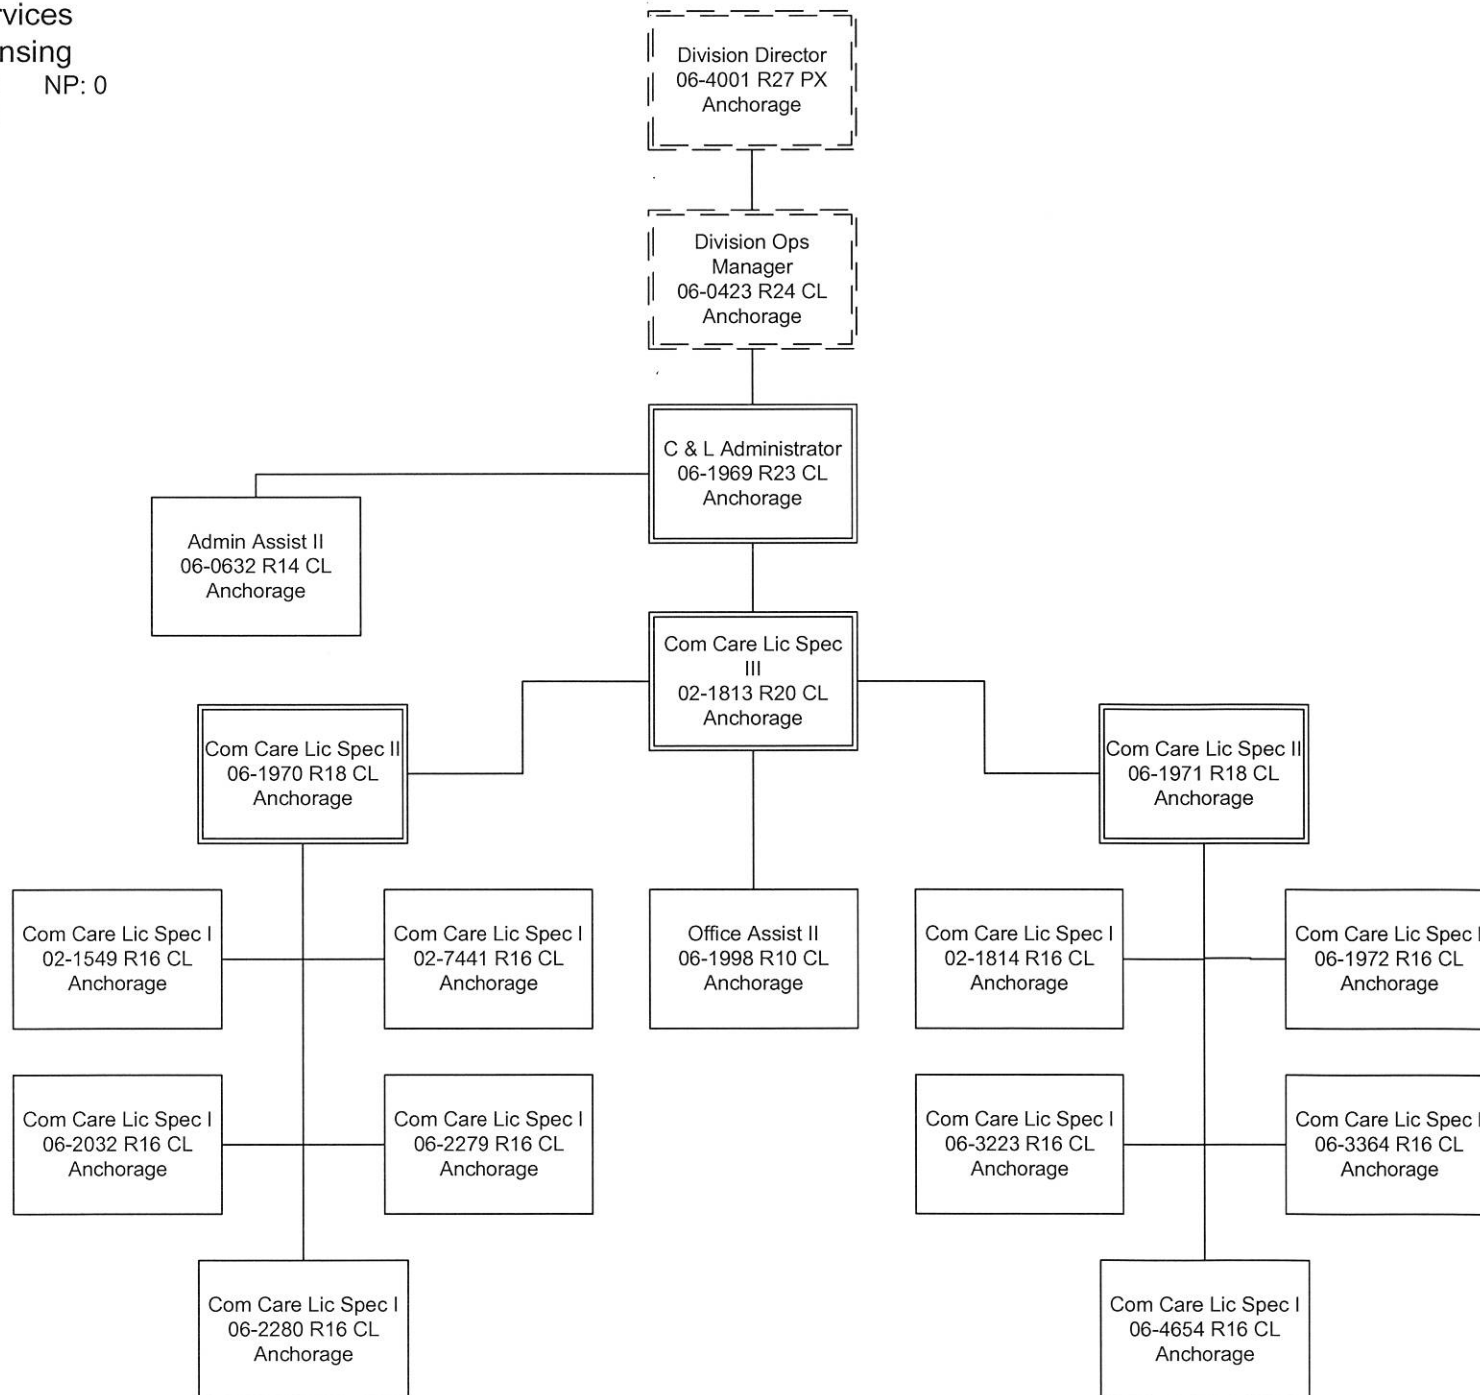 NP: 0
Division Director
06-4001 R27 PX
Anchorage
Division Ops
Manager
06-0423 R24 CL
Anchorage
C & L Administrator
06-1969 R23 CL
Anchorage
Admin Assist II
06-0632 R14 CL
Anchorage
Com Care Lic Spec
III
02-1813 R20 CL
Anchorage
Com Care Lic Spec II
06-1970 R18 CL
Anchorage
Com Care Lic Spec II
06-1971 R18 CL
Anchorage
Com Care Lic Spec I
02-1549 R16 CL
Anchorage
Com Care Lic Spec I
02-7441 R16 CL
Anchorage
Office Assist II
06-1998 R10 CL
Anchorage
Com Care Lic Spec I
02-1814 R16 CL
Anchorage
Com Care Lic Spec I
06-1972 R16 CL
Anchorage
Com Care Lic Spec I
06-2032 R16 CL
Anchorage
Com Care Lic Spec I
06-2279 R16 CL
Anchorage
Com Care Lic Spec I
06-3223 R16 CL
Anchorage
Com Care Lic Spec I
06-3364 R16 CL
Anchorage
Com Care Lic Spec I
06-2280 R16 CL
Anchorage
Com Care Lic Spec I
06-4654 R16 CL
Anchorage